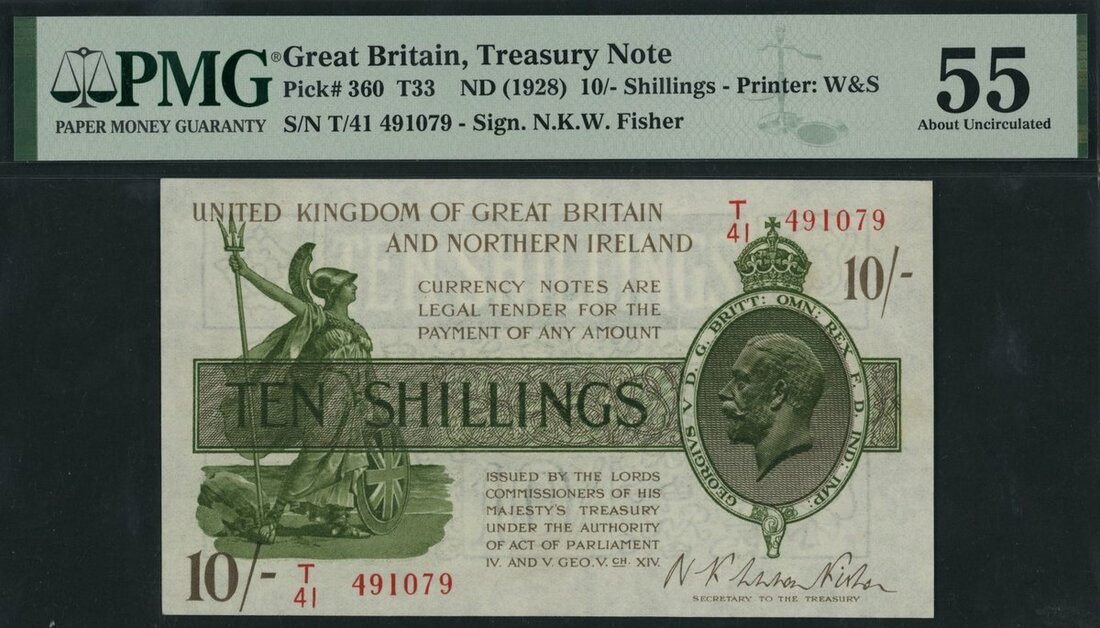 PMG®
PAPER MONEY GUARANTY
Great Britain, Treasury Note
Pick# 360 T33 ND (1928) 10/- Shillings - Printer: W&S
S/N T/41 491079 - Sign. N.K.W. Fisher
55
About Uncirculated
UNITED KINGDOM OF GREAT BRITAIN
AND NORTHERN IRELAND
T/41 491079
10/-
CURRENCY NOTES ARE
LEGAL TENDER FOR THE
PAYMENT OF ANY AMOUNT
GEORGIVS V D. G. BRITT: OMN: REX F. D. IND: IMP:
TEN SHILLINGS
ISSUED BY THE LORDS
COMMISSIONERS OF HIS
MAJESTY'S TREASURY
UNDER THE AUTHORITY
OF ACT OF PARLIAMENT
IV. AND V. GEO. V. CH. XIV.
10/-
T/41 491079
SECRETARY TO THE TREASURY